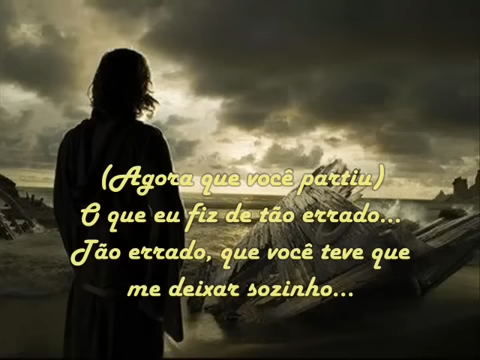 (Agora que você partiu)
O que eu fiz de tão errado...
Tão errado, que você teve que
me deixar sozinho...